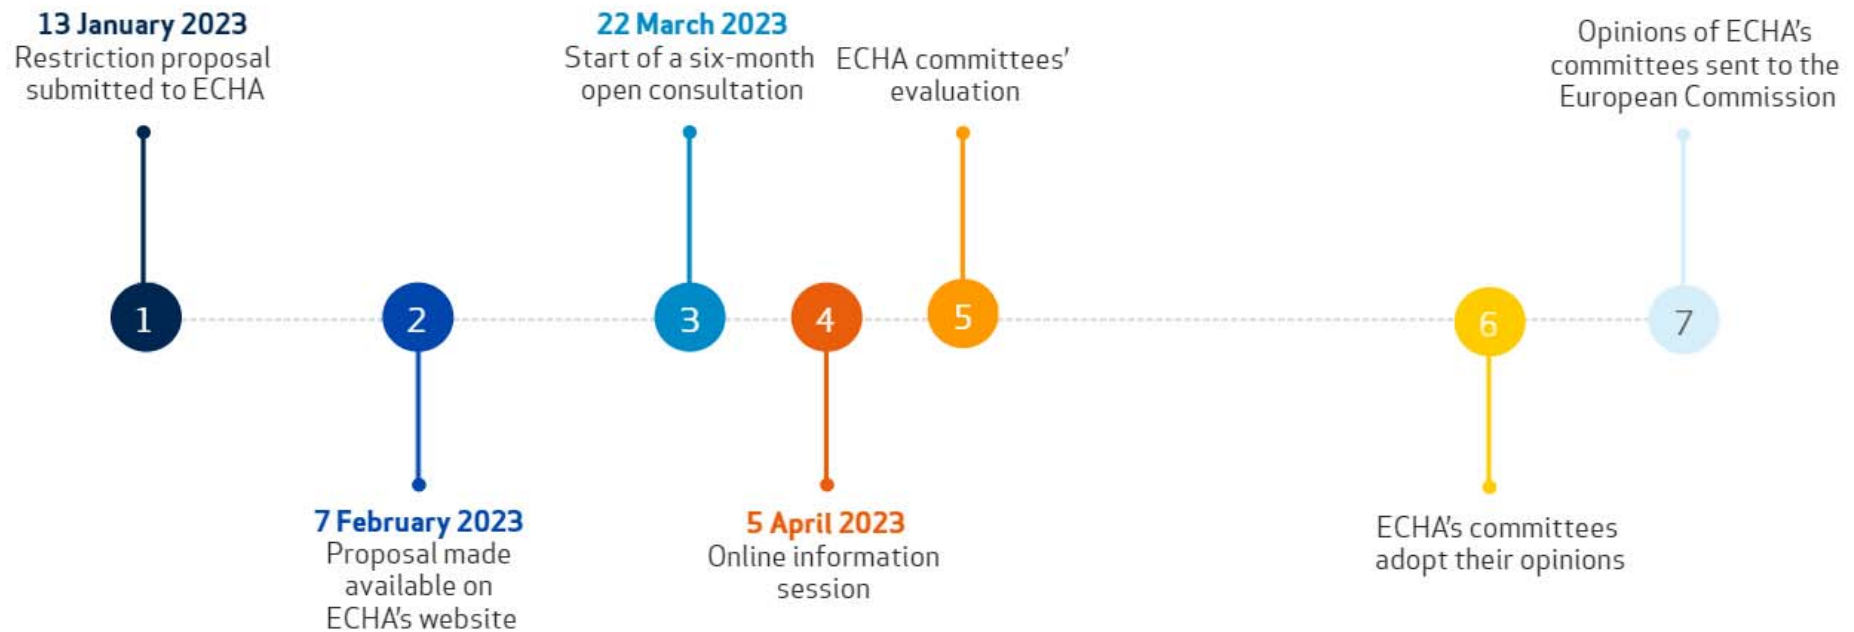 13 January 2023
Restriction proposal
submitted to ECHA
22 March 2023
Start of a six-month
open consultation
ECHA committees’
evaluation
Opinions of ECHA’s
committees sent to the
European Commission
1
2
3
4
5
6
7
7 February 2023
Proposal made
available on
ECHA’s website
5 April 2023
Online information
session
ECHA’s committees
adopt their opinions